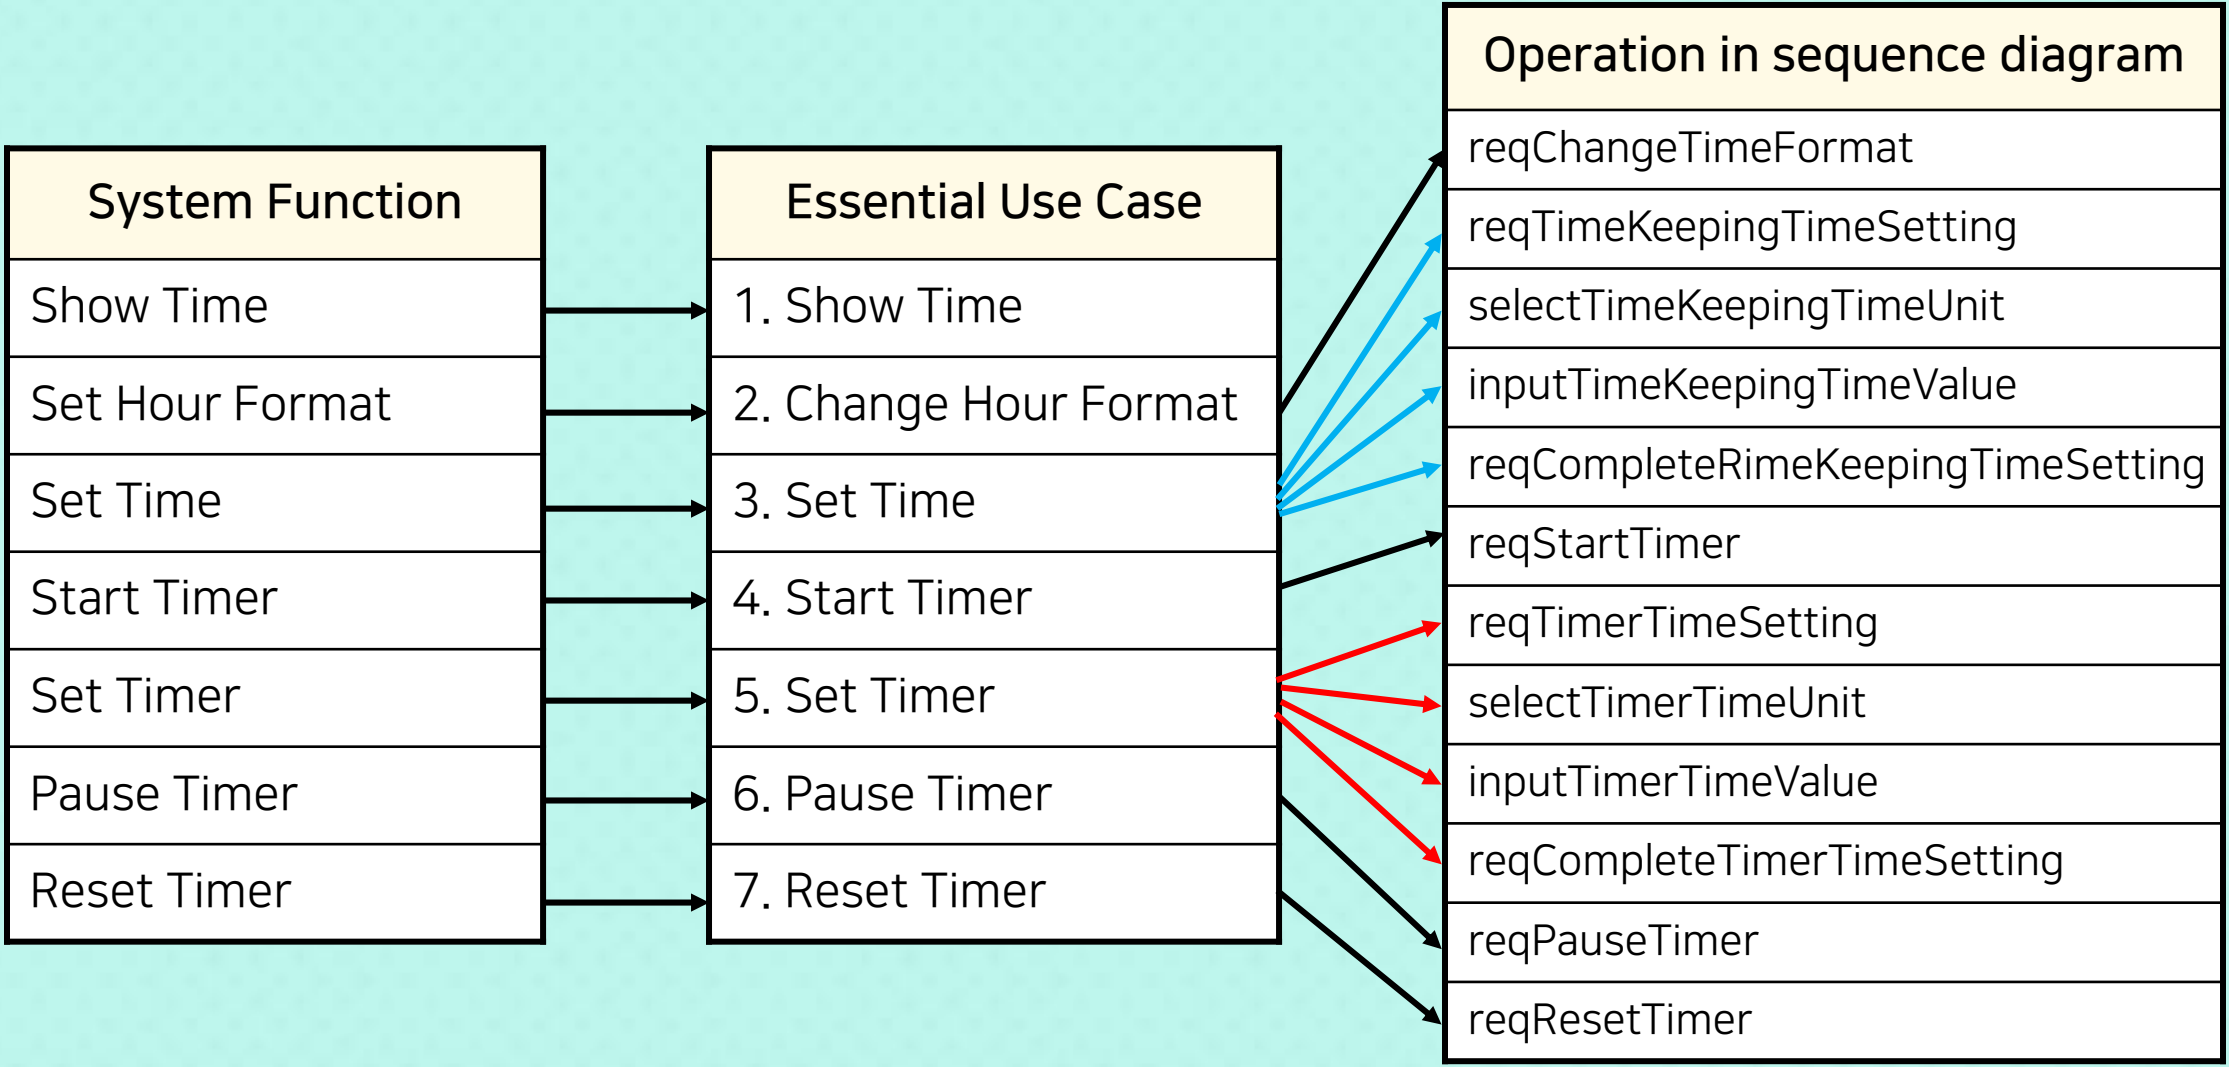 System Function
Show Time
Set Hour Format
Set Time
Start Timer
Set Timer
Pause Timer
Reset Timer
Essential Use Case
1. Show Time
2. Change Hour Format
3. Set Time
4. Start Timer
5. Set Timer
6. Pause Timer
7. Reset Timer
Operation in sequence diagram
reqChangeTimeFormat
reqTimeKeepingTimeSetting
selectTimeKeepingTimeUnit
inputTimeKeepingTimeValue
reqCompleteRimeKeepingTimeSetting
reqStartTimer
reqTimerTimeSetting
selectTimerTimeUnit
inputTimerTimeValue
reqCompleteTimerTimeSetting
reqPauseTimer
reqResetTimer